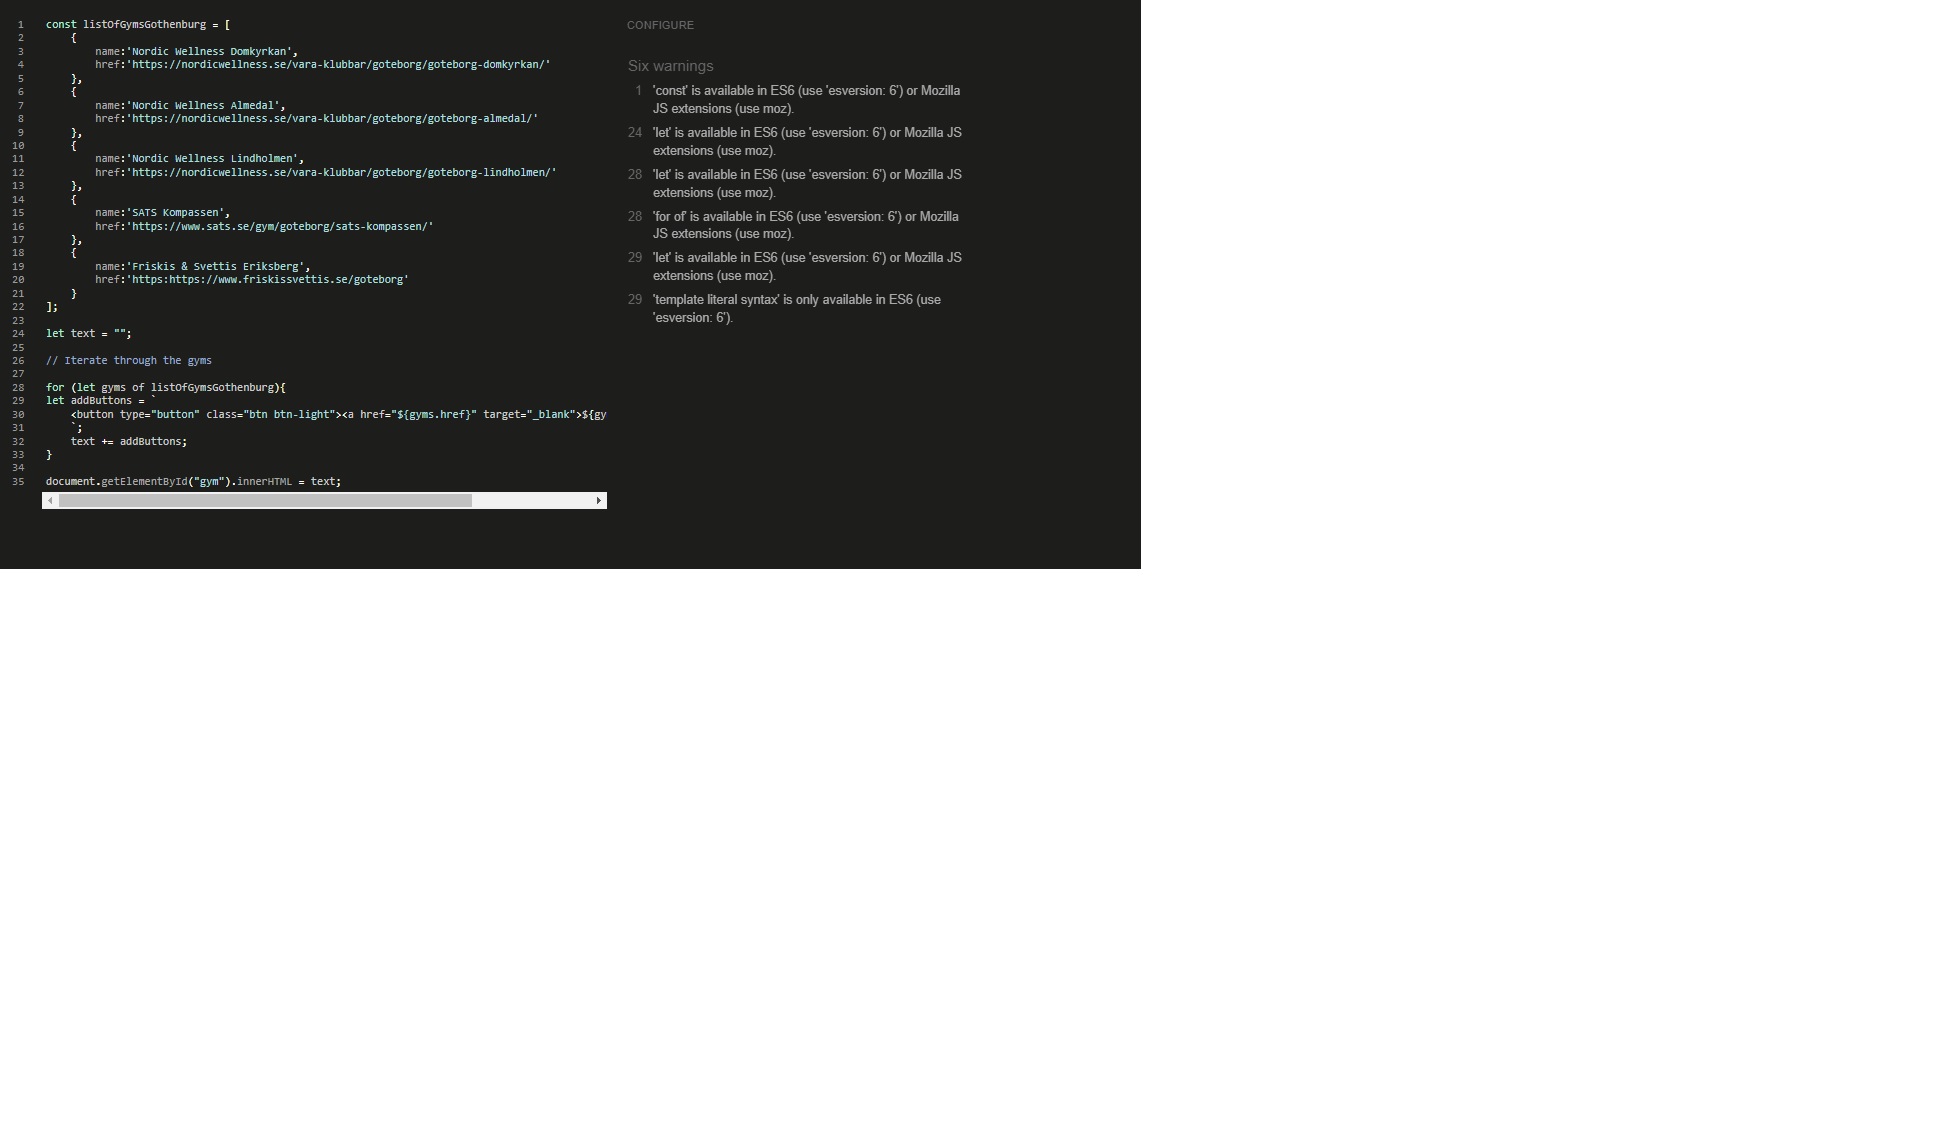 1 const listOfGymsGothenburg = [
2 {
3 name:'Nordic Wellness Domkyrkan',
4 href:'https://nordicwellness.se/vara-klubbar/goteborg/goteborg-domkyrkan/'
5 },
6 {
7 name:'Nordic Wellness Almedal',
8 href:'https://nordicwellness.se/vara-klubbar/goteborg/goteborg-almedal/'
9 },
10 {
11 name:'Nordic Wellness Lindholmen',
12 href:'https://nordicwellness.se/vara-klubbar/goteborg/goteborg-lindholmen/'
13 },
14 {
15 name:'SATS Kompassen',
16 href:'https://www.sats.se/gym/goteborg/sats-kompassen/'
17 },
18 {
19 name:'Friskis & Svettis Eriksberg',
20 href:'https:https://www.friskissvettis.se/goteborg'
21 }
22 ];
23
24 let text = "";
25
26 // Iterate through the gyms
27
28 for (let gyms of listOfGymsGothenburg){
29 let addButtons = `
30 <button type="button" class="btn btn-light"><a href="${gyms.href}" target="_blank">${gy
31 `;
32 text += addButtons;
33 }
34
35 document.getElementById("gym").innerHTML = text;
CONFIGURE
Six warnings
1 'const' is available in ES6 (use 'esversion: 6') or Mozilla
JS extensions (use moz).
24 'let' is available in ES6 (use 'esversion: 6') or Mozilla JS
extensions (use moz).
28 'let' is available in ES6 (use 'esversion: 6') or Mozilla JS
extensions (use moz).
28 'for of' is available in ES6 (use 'esversion: 6') or Mozilla
JS extensions (use moz).
29 'let' is available in ES6 (use 'esversion: 6') or Mozilla JS
extensions (use moz).
29 'template literal syntax' is only available in ES6 (use
'esversion: 6').